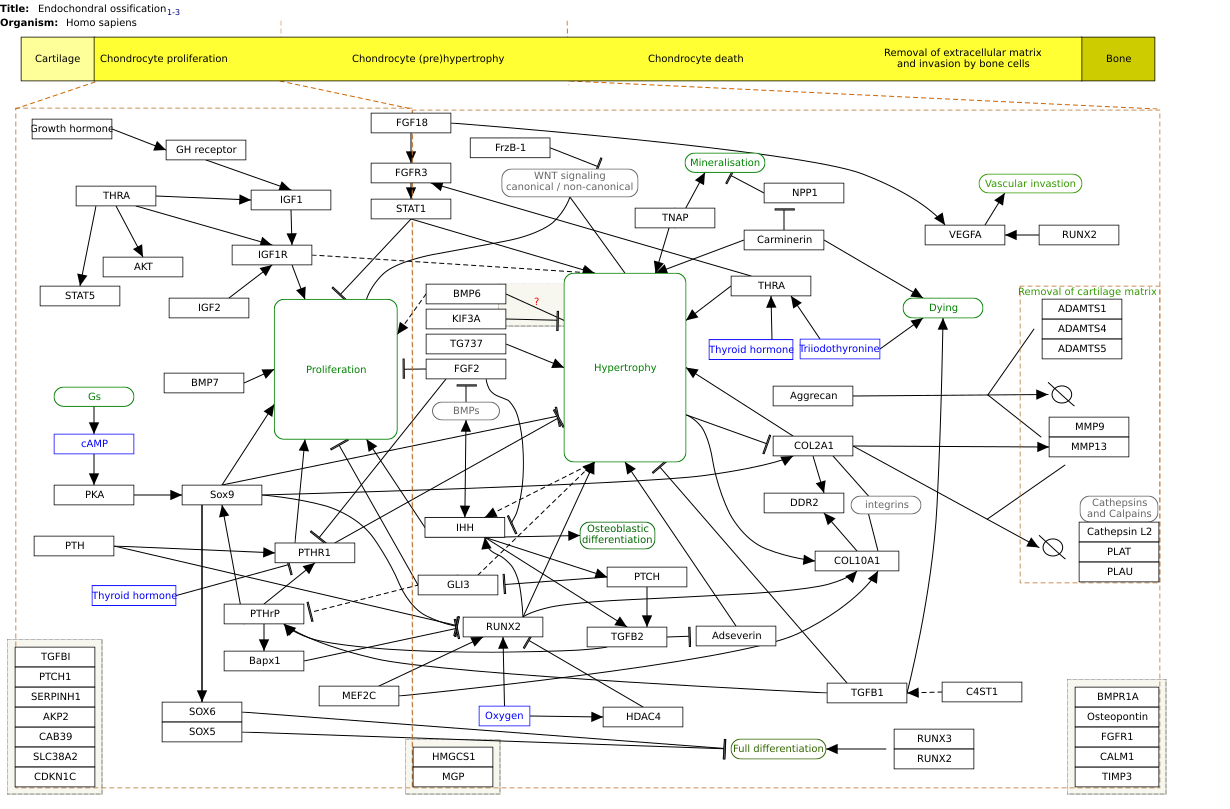 Title: Endochondral ossification1-3
Organism: Homo sapiens
Cartilage
Chondrocyte proliferation
Chondrocyte (pre)hypertrophy
Chondrocyte death
Removal of extracellular matrix
and invasion by bone cells
Bone
Growth hormone
GH receptor
THRA
IGF1
AKT
IGF1R
STAT5
IGF2
FGF18
FGFR3
STAT1
FrzB-1
WNT signaling
canonical / non-canonical
Mineralisation
NPP1
TNAP
Carminerin
Vascular invastion
VEGFA
RUNX2
THRA
Thyroid hormone
Triiodothyronine
Dying
Removal of cartilage matrix
ADAMTS1
ADAMTS4
ADAMTS5
BMP6
?
KIF3A
TG737
FGF2
BMPs
Proliferation
Hypertrophy
BMP7
Gs
cAMP
PKA
Sox9
Aggrecan
MMP9
MMP13
COL2A1
DDR2
integrins
COL10A1
Cathepsins
and Calpains
Cathepsin L2
PLAT
PLAU
PTH
PTHR1
Thyroid hormone
PTHrP
Bapx1
IHH
Osteoblastic
differentiation
GLI3
PTCH
RUNX2
TGFB2
Adseverin
MEF2C
Oxygen
HDAC4
TGFB1
C4ST1
SOX6
SOX5
Full differentiation
RUNX3
RUNX2
TGFBI
PTCH1
SERPINH1
AKP2
CAB39
SLC38A2
CDKN1C
HMGCS1
MGP
BMPR1A
Osteopontin
FGFR1
CALM1
TIMP3